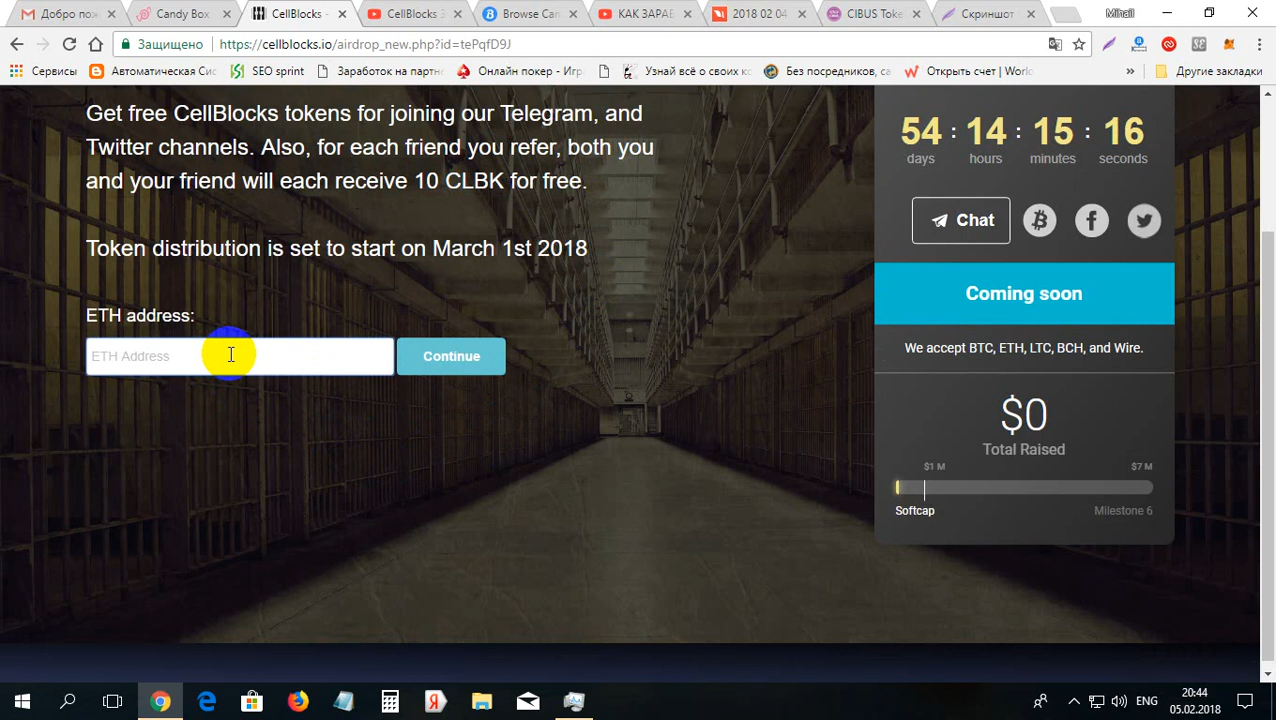 Добро пож
Candy Box
CellBlocks -
CellBlocks
Browse Can
КАК ЗАРАБ
2018 02 04
CIBUS Toke
Скриншот
Mihail
Защищено
https://cellblocks.io/airdrop_new.php?id=tePqfD9J
Сервисы
Автоматическая Сис
SEO sprint
Заработок на партн
Онлайн покер - Игр
Узнай всё о своих ко
Без посредников, са
Открыть счет | Worl
»
Другие закладки
Get free CellBlocks tokens for joining our Telegram, and
Twitter channels. Also, for each friend you refer, both you
and your friend will each receive 10 CLBK for free.
Token distribution is set to start on March 1st 2018
ETH address:
ETH Address
Continue
54 : 14 : 15 : 16
days hours minutes seconds
Chat
Coming soon
We accept BTC, ETH, LTC, BCH, and Wire.
$0
Total Raised
$1 M $7 M
Softcap Milestone 6
ENG
20:44
05.02.2018